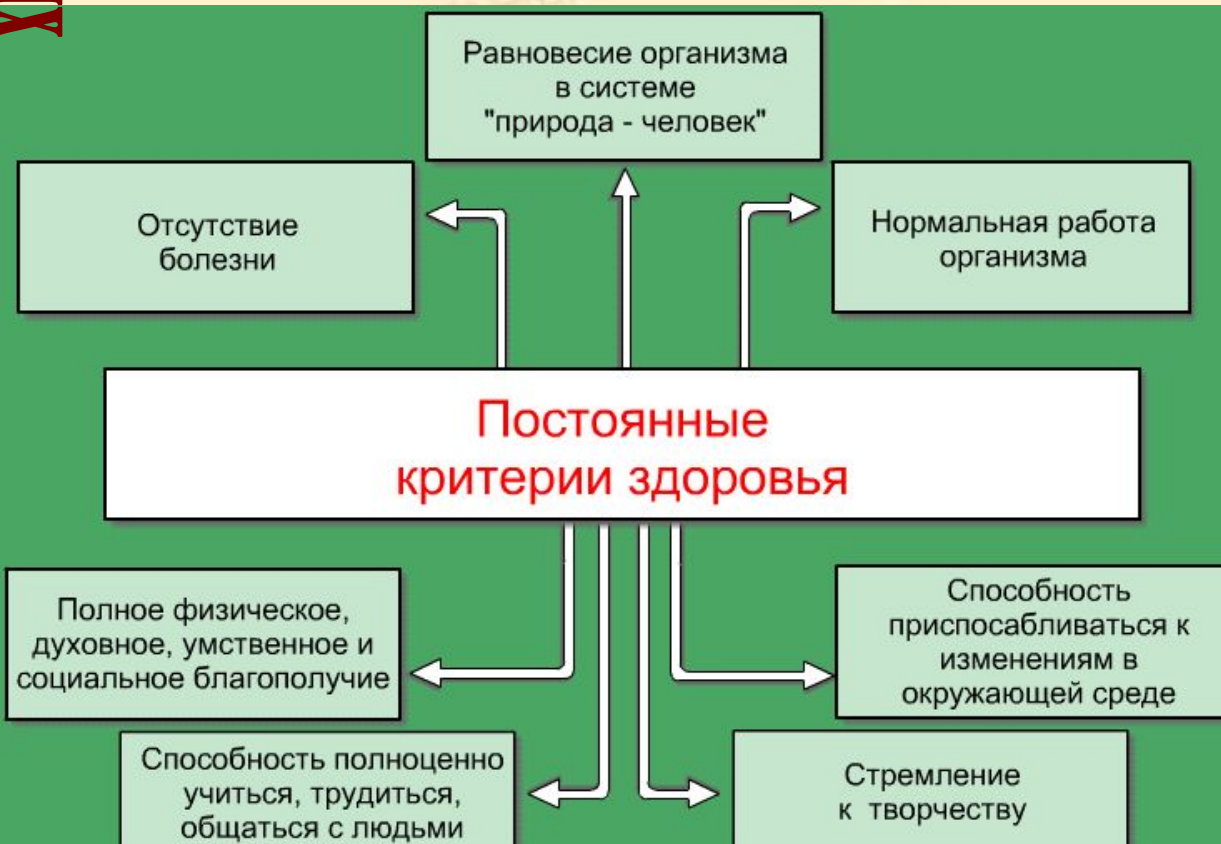 Равновесие организма
в системе
"природа - человек"
Отсутствие
болезни
Нормальная работа
организма
Постоянные
критерии здоровья
Полное физическое,
духовное, умственное и
социальное благополучие
Способность
приспосабливаться к
изменениям в
окружающей среде
Способность полноценно
учиться, трудиться,
общаться с людьми
Стремление
к творчеству